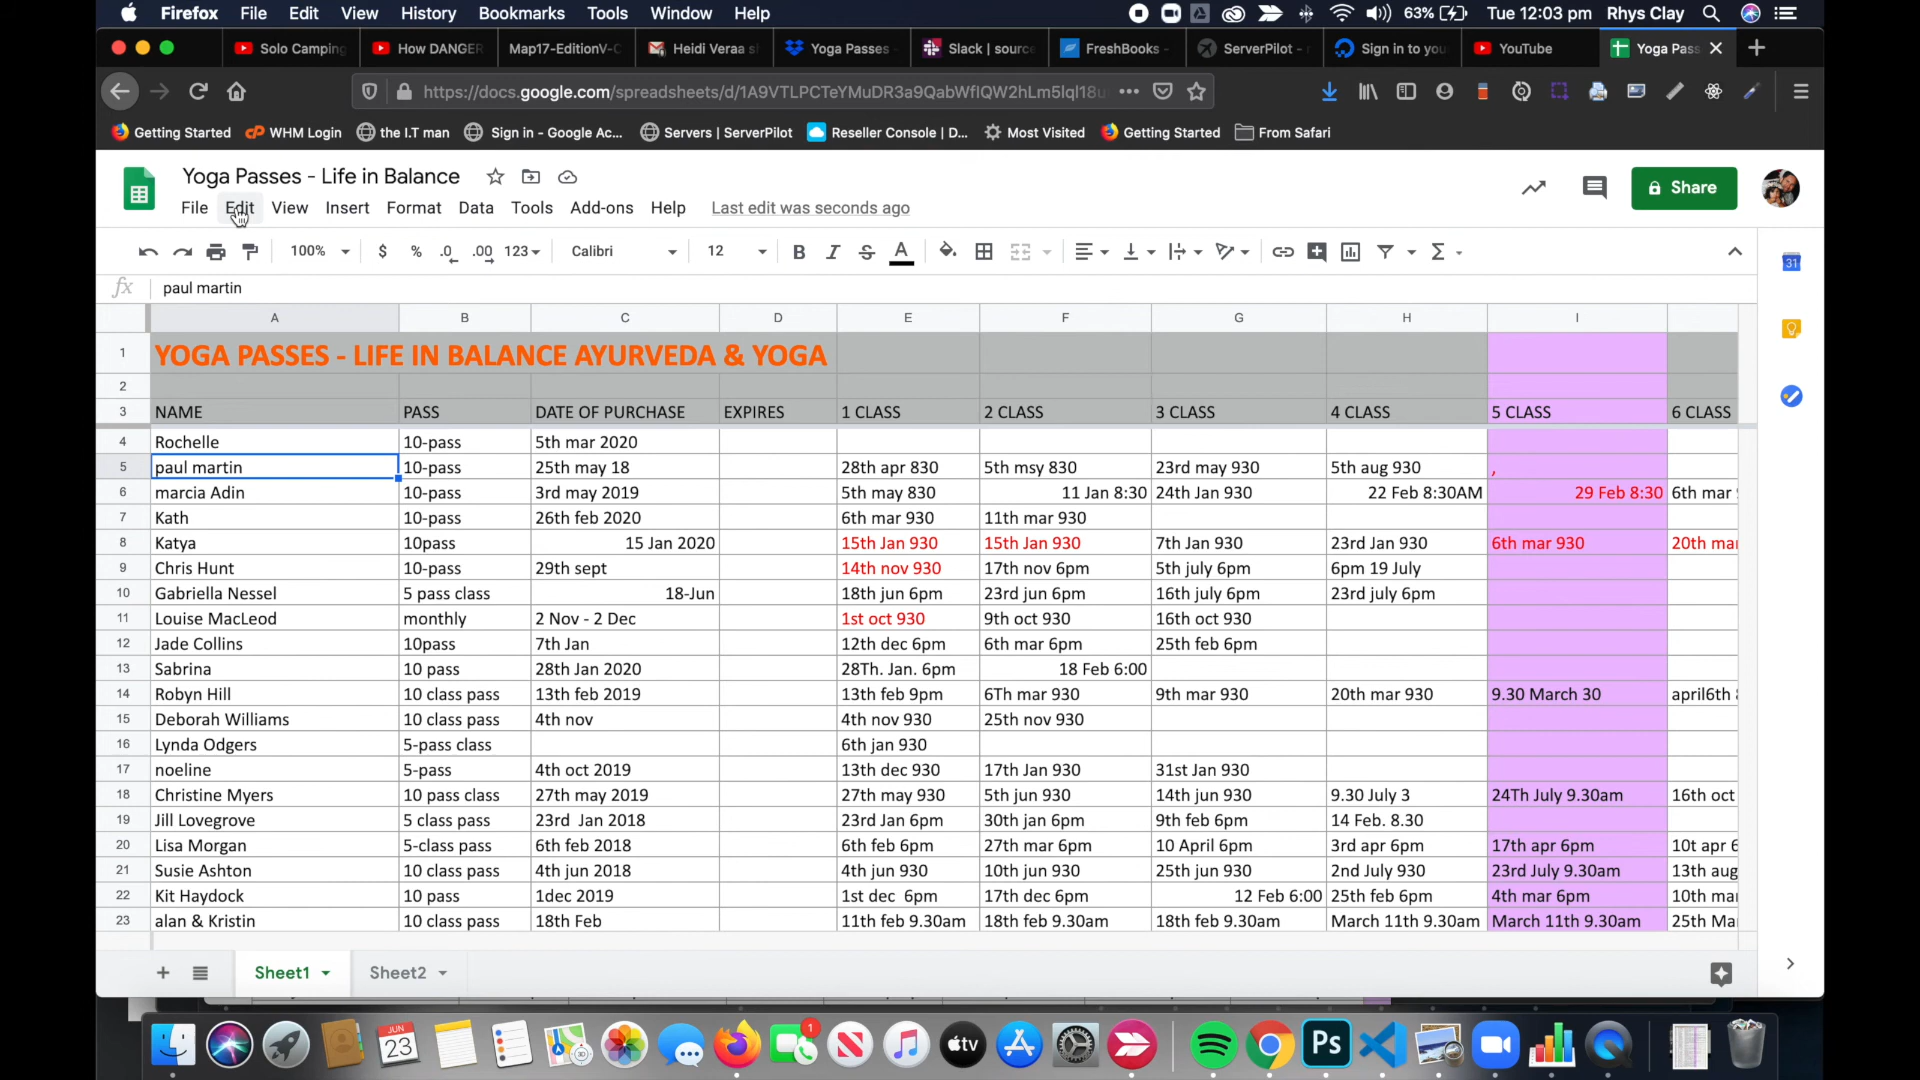 Firefox File Edit View History Bookmarks Tools Window Help 63% Tue 12:03 pm Rhys Clay
Solo Camping How DANGER Map17-EditionV-C Heidi Veraa s Yoga Passes - Slack | sourc FreshBooks - ServerPilot - Sign in to you YouTube Yoga Pass
https://docs.google.com/spreadsheets/d/1A9VTLPCTeYMuDR3a9QabWfIQW2hLm5lql18u
Getting Started WHM Login the I.T man Sign in - Google Ac... Servers | ServerPilot Reseller Console | D... Most Visited Getting Started From Safari
Yoga Passes - Life in Balance
File Edit View Insert Format Data Tools Add-ons Help Last edit was seconds ago
Share
100% $ % .0 .00 123 Calibri 12 B I S A
31
fx paul martin
A B C D E F G H I
1 YOGA PASSES - LIFE IN BALANCE AYURVEDA & YOGA
2
3 NAME PASS DATE OF PURCHASE EXPIRES 1 CLASS 2 CLASS 3 CLASS 4 CLASS 5 CLASS 6 CLASS
4 Rochelle 10-pass 5th mar 2020
5 paul martin 10-pass 25th may 18 28th apr 830 5th msy 830 23rd may 930 5th aug 930 ,
6 marcia Adin 10-pass 3rd may 2019 5th may 830 11 Jan 8:30 24th Jan 930 22 Feb 8:30AM 29 Feb 8:30 6th mar
7 Kath 10-pass 26th feb 2020 6th mar 930 11th mar 930
8 Katya 10pass 15 Jan 2020 15th Jan 930 15th Jan 930 7th Jan 930 23rd Jan 930 6th mar 930 20th mar
9 Chris Hunt 10-pass 29th sept 14th nov 930 17th nov 6pm 5th july 6pm 6pm 19 July
10 Gabriella Nessel 5 pass class 18-Jun 18th jun 6pm 23rd jun 6pm 16th july 6pm 23rd july 6pm
11 Louise MacLeod monthly 2 Nov - 2 Dec 1st oct 930 9th oct 930 16th oct 930
12 Jade Collins 10pass 7th Jan 12th dec 6pm 6th mar 6pm 25th feb 6pm
13 Sabrina 10 pass 28th Jan 2020 28Th. Jan. 6pm 18 Feb 6:00
14 Robyn Hill 10 class pass 13th feb 2019 13th feb 9pm 6Th mar 930 9th mar 930 20th mar 930 9.30 March 30 april6th
15 Deborah Williams 10 class pass 4th nov 4th nov 930 25th nov 930
16 Lynda Odgers 5-pass class 6th jan 930
17 noeline 5-pass 4th oct 2019 13th dec 930 17th Jan 930 31st Jan 930
18 Christine Myers 10 pass class 27th may 2019 27th may 930 5th jun 930 14th jun 930 9.30 July 3 24Th July 9.30am 16th oct
19 Jill Lovegrove 5 class pass 23rd Jan 2018 23rd Jan 6pm 30th jan 6pm 9th feb 6pm 14 Feb. 8.30
20 Lisa Morgan 5-class pass 6th feb 2018 6th feb 6pm 27th mar 6pm 10 April 6pm 3rd apr 6pm 17th apr 6pm 10t apr 6
21 Susie Ashton 10 class pass 4th jun 2018 4th jun 930 10th jun 930 25th jun 930 2nd July 930 23rd July 9.30am 13th aug
22 Kit Haydock 10 pass 1dec 2019 1st dec 6pm 17th dec 6pm 12 Feb 6:00 25th feb 6pm 4th mar 6pm 10th mar
23 alan & Kristin 10 class pass 18th Feb 11th feb 9.30am 18th feb 9.30am 18th feb 9.30am March 11th 9.30am March 11th 9.30am 25th Ma
Sheet1 Sheet2
JUN
23
1
tv
Ps